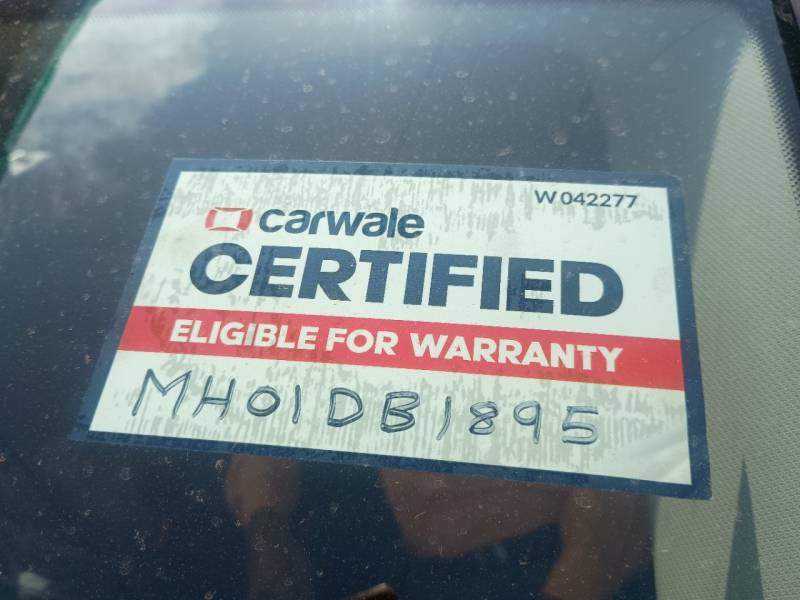 W 042277
carwale
CERTIFIED
ELIGIBLE FOR WARRANTY
MH01DB1895